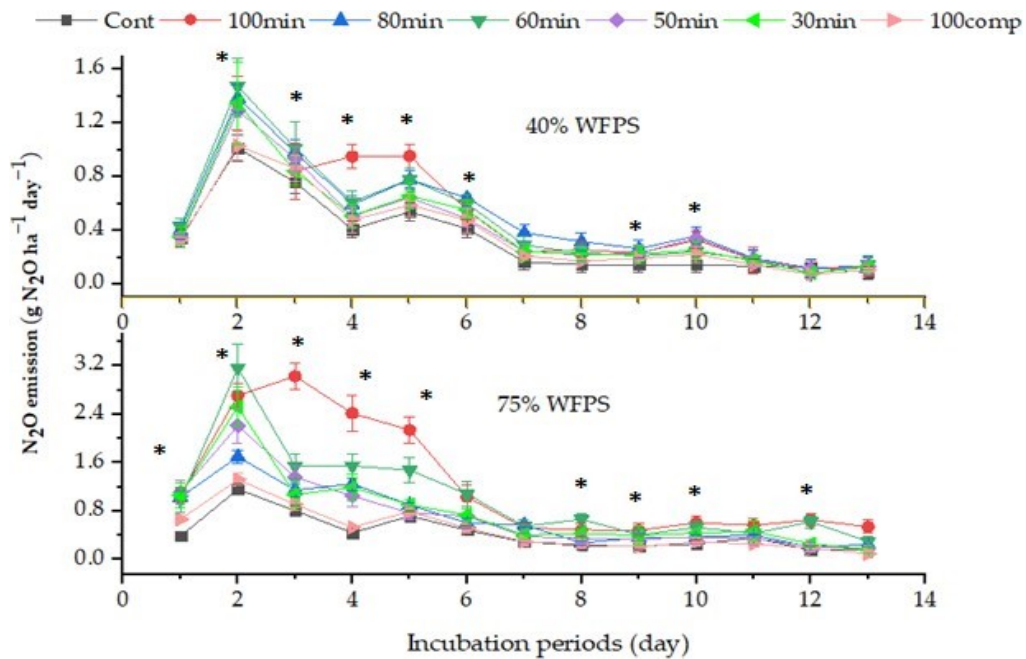 Cont 100min 80min 60min 50min 30min 100comp
N₂O emission (g N₂O ha⁻¹ day⁻¹)
1.6
1.2
0.8
0.4
0.0
* * * * * * * *
40% WFPS
0 2 4 6 8 10 12 14
3.2
2.4
1.6
0.8
0.0
* * * * * * * * *
75% WFPS
0 2 4 6 8 10 12 14
Incubation periods (day)